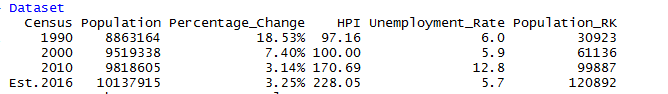 Dataset
Census Population Percentage_Change HPI Unemployment_Rate Population_RK
1990 8863164 18.53% 97.16 6.0 30923
2000 9519338 7.40% 100.00 5.9 61136
2010 9818605 3.14% 170.69 12.8 99887
Est.2016 10137915 3.25% 228.05 5.7 120892